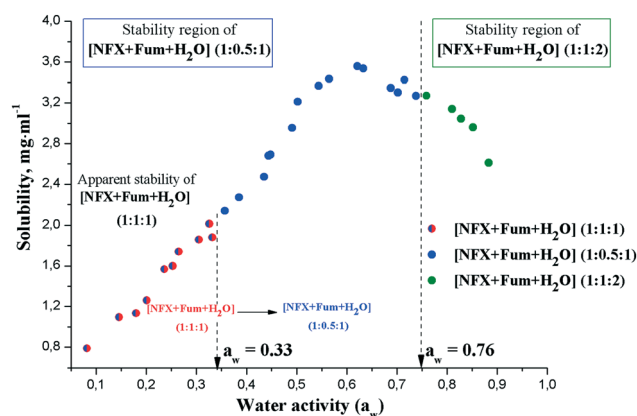 Stability region of
[NFX+Fum+H₂O] (1:0.5:1)
Stability region of
[NFX+Fum+H₂O] (1:1:2)
4,0
3,6
3,2
2,8
2,4
2,0
1,6
1,2
0,8
Solubility, mg·ml⁻¹
Apparent stability of
[NFX+Fum+H₂O]
(1:1:1)
[NFX+Fum+H₂O] (1:1:1)
[NFX+Fum+H₂O] (1:0.5:1)
[NFX+Fum+H₂O] (1:1:2)
[NFX+Fum+H₂O] [NFX+Fum+H₂O]
(1:1:1) (1:0.5:1)
a_w = 0.33 a_w = 0.76
0,1 0,2 0,3 0,4 0,5 0,6 0,7 0,8 0,9 1,0
Water activity (a_w)